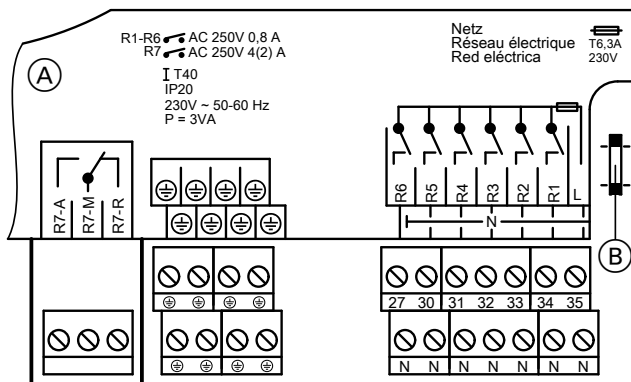 R1-R6 AC 250V 0,8 A
R7 AC 250V 4(2) A
T40
IP20
230V ~ 50-60 Hz
P = 3VA
Netz
Réseau électrique
Red eléctrica
T6,3A
230V
A
B
R7-A
R7-M
R7-R
R6
R5
R4
R3
R2
R1
L
N
27 30 31 32 33 34 35
N N N N N N N